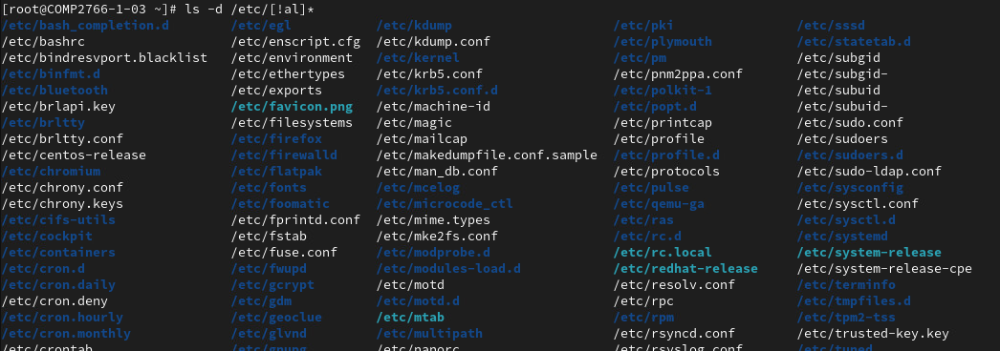 [root@COMP2766-1-03 ~]# ls -d /etc/[!al]*
/etc/bash_completion.d /etc/egl /etc/kdump /etc/pki /etc/sssd
/etc/bashrc /etc/enscript.cfg /etc/kdump.conf /etc/plymouth /etc/statetab.d
/etc/bindresvport.blacklist /etc/environment /etc/kernel /etc/pm /etc/subgid
/etc/binfmt.d /etc/ethertypes /etc/krb5.conf /etc/pnm2ppa.conf /etc/subgid-
/etc/bluetooth /etc/exports /etc/krb5.conf.d /etc/polkit-1 /etc/subuid
/etc/brlapi.key /etc/favicon.png /etc/machine-id /etc/popt.d /etc/subuid-
/etc/brltty /etc/filesystems /etc/magic /etc/printcap /etc/sudo.conf
/etc/brltty.conf /etc/firefox /etc/mailcap /etc/profile /etc/sudoers
/etc/centos-release /etc/firewalld /etc/makedumpfile.conf.sample /etc/profile.d /etc/sudoers.d
/etc/chromium /etc/flatpak /etc/man_db.conf /etc/protocols /etc/sudo-ldap.conf
/etc/chrony.conf /etc/fonts /etc/mcelog /etc/pulse /etc/sysconfig
/etc/chrony.keys /etc/foomatic /etc/microcode_ctl /etc/qemu-ga /etc/sysctl.conf
/etc/cifs-utils /etc/fprintd.conf /etc/mime.types /etc/ras /etc/sysctl.d
/etc/cockpit /etc/fstab /etc/mke2fs.conf /etc/rc.d /etc/systemd
/etc/containers /etc/fuse.conf /etc/modprobe.d /etc/rc.local /etc/system-release
/etc/cron.d /etc/fwupd /etc/modules-load.d /etc/redhat-release /etc/system-release-cpe
/etc/cron.daily /etc/gcrypt /etc/motd /etc/resolv.conf /etc/terminfo
/etc/cron.deny /etc/gdm /etc/motd.d /etc/rpc /etc/tmpfiles.d
/etc/cron.hourly /etc/geoclue /etc/mtab /etc/rpm /etc/tpm2-tss
/etc/cron.monthly /etc/glvnd /etc/multipath /etc/rsyncd.conf /etc/trusted-key.key
/etc/crontab /etc/gnupg /etc/nanorc /etc/rsyslog.conf /etc/tuned